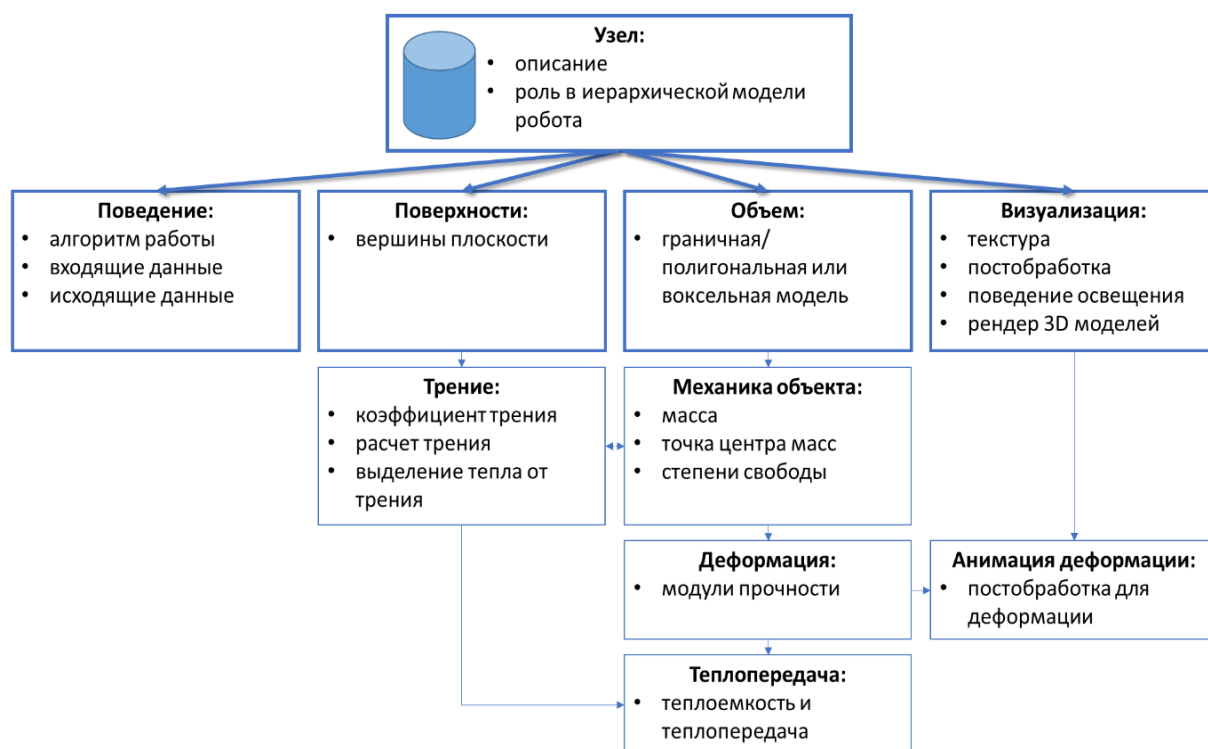 Узел:
• описание
• роль в иерархической модели
робота
Поведение:
• алгоритм работы
• входящие данные
• исходящие данные
Поверхности:
• вершины плоскости
Объем:
• граничная/
полигональная или
воксельная модель
Визуализация:
• текстура
• постобработка
• поведение освещения
• рендер 3D моделей
Трение:
• коэффициент трения
• расчет трения
• выделение тепла от
трения
Механика объекта:
• масса
• точка центра масс
• степени свободы
Деформация:
• модули прочности
Анимация деформации:
• постобработка для
деформации
Теплопередача:
• теплоемкость и
теплопередача